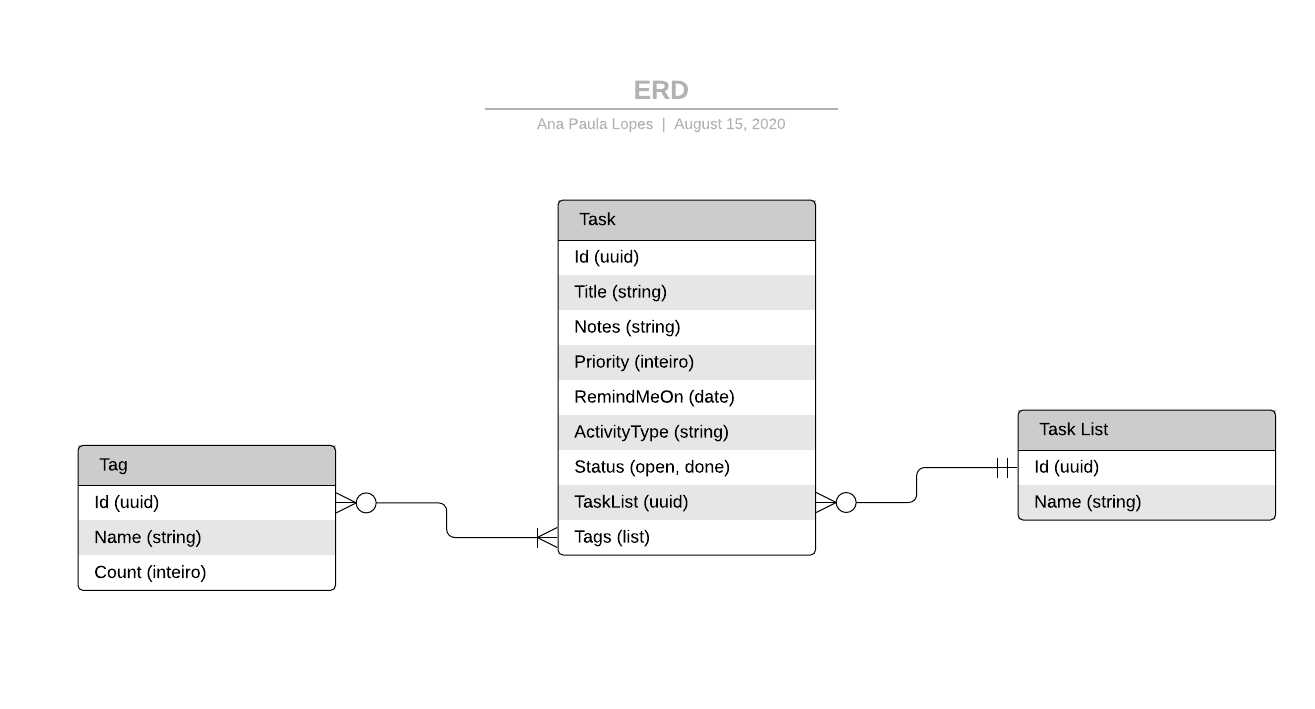 ERD
Ana Paula Lopes | August 15, 2020
Task
Id (uuid)
Title (string)
Notes (string)
Priority (inteiro)
RemindMeOn (date)
ActivityType (string)
Status (open, done)
TaskList (uuid)
Tags (list)
Tag
Id (uuid)
Name (string)
Count (inteiro)
Task List
Id (uuid)
Name (string)